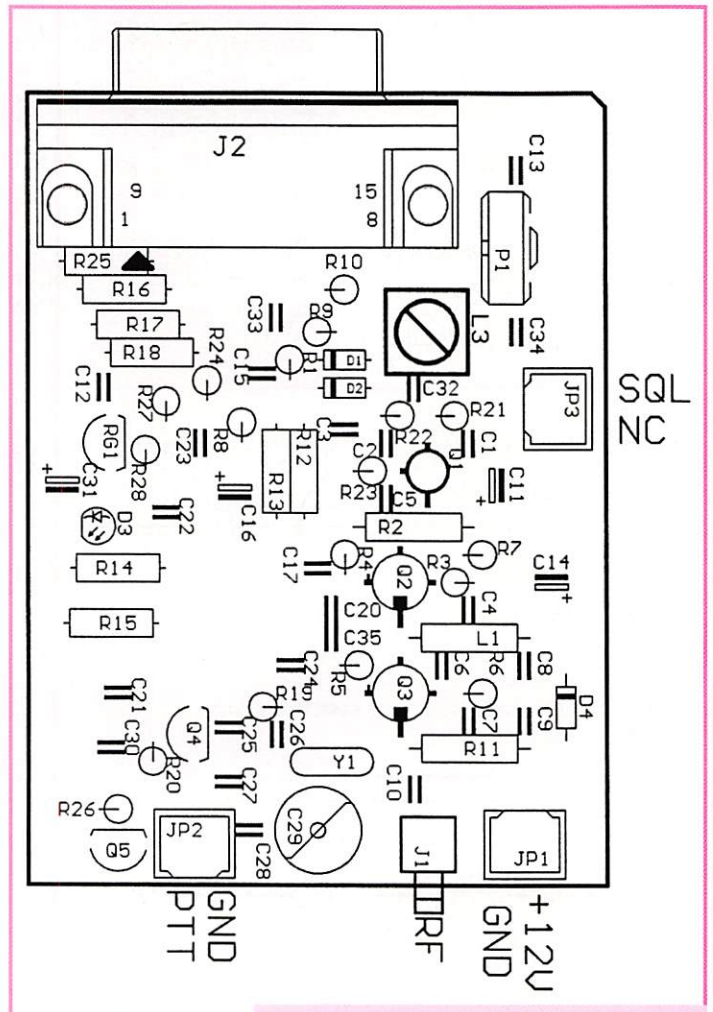 J2
9
15
1
8
C13
R25
P1
R16
R10
R17
C33
R9
L3
C34
R18
R24
C15
R1
D1
D2
C32
JP3
SQL
NC
C12
R27
RG1
R28
C23
R8
R12
R13
C3
C2
R22
R21
C1
Q1
R23
C5
C11
+
C31
+
C16
+
D3
C22
R2
R14
C17
R4
Q2
R3
R7
C14
+
R15
C20
C4
L1
C35
C24
R5
C6
R6
C8
C21
R19
Q3
C7
C9
D4
Q4
C25
C26
R11
C30
R20
C27
Y1
C10
R26
Q5
JP2
C28
C29
J1
JP1
GND
PTT
RF
+12V
GND